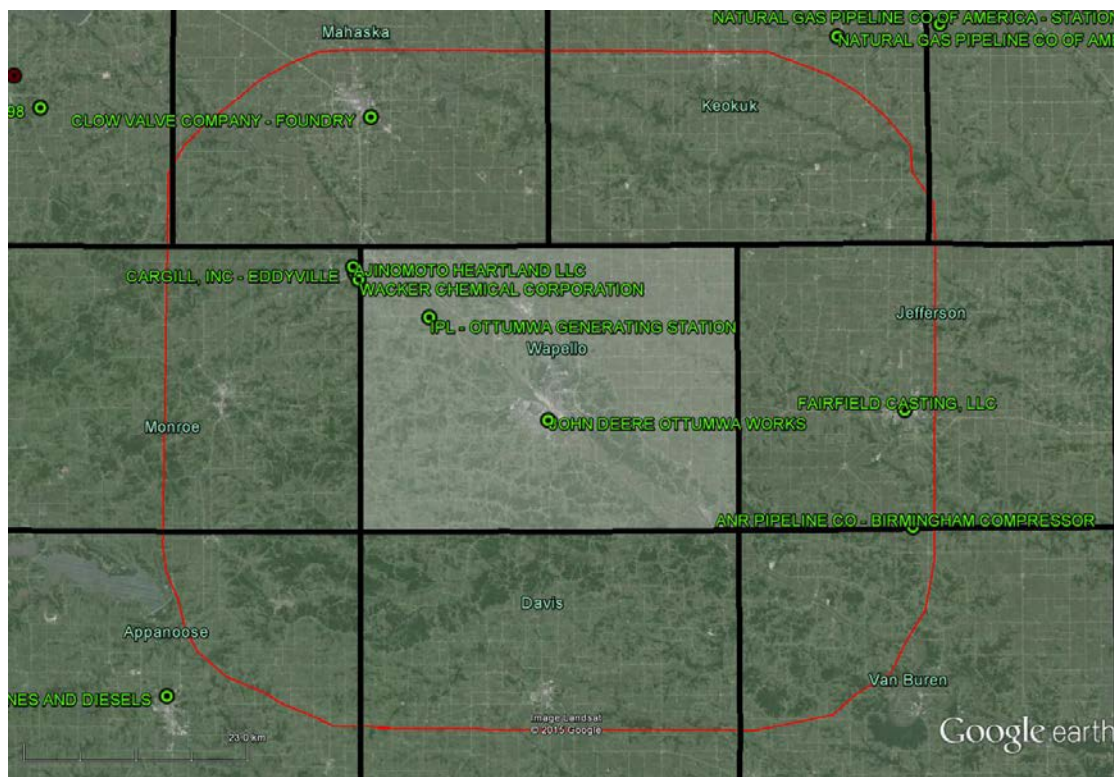 NATURAL GAS PIPELINE CO OF AMERICA - STATION
Mahaska
NATURAL GAS PIPELINE CO OF AM
98
Keokuk
CLOW VALVE COMPANY - FOUNDRY
AJINOMOTO HEARTLAND LLC
CARGILL, INC - EDDYVILLE
WACKER CHEMICAL CORPORATION
Jefferson
IPL - OTTUMWA GENERATING STATION
Wapello
FAIRFIELD CASTING, LLC
Monroe
JOHN DEERE OTTUMWA WORKS
ANR PIPELINE CO - BIRMINGHAM COMPRESSOR
Davis
Appanoose
Van Buren
NES AND DIESELS
Image Landsat
© 2015 Google
23.0 km
Google earth